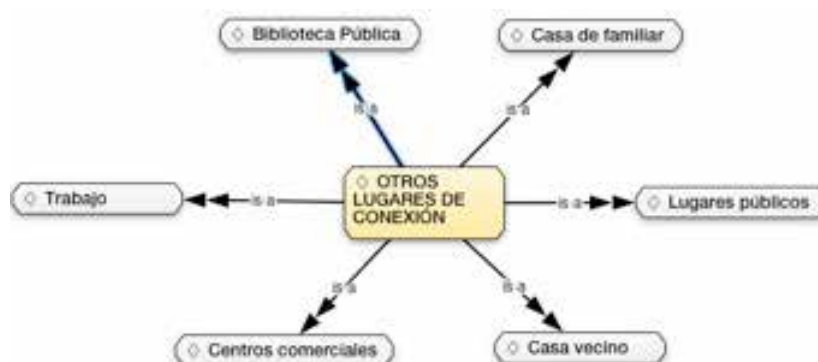 ◇ Biblioteca Pública
◇ Casa de familiar
is a
is a
◇ OTROS
LUGARES DE
CONEXIÓN
◇ Trabajo
is a
is a
◇ Lugares públicos
is a
is a
◇ Centros comerciales
◇ Casa vecino